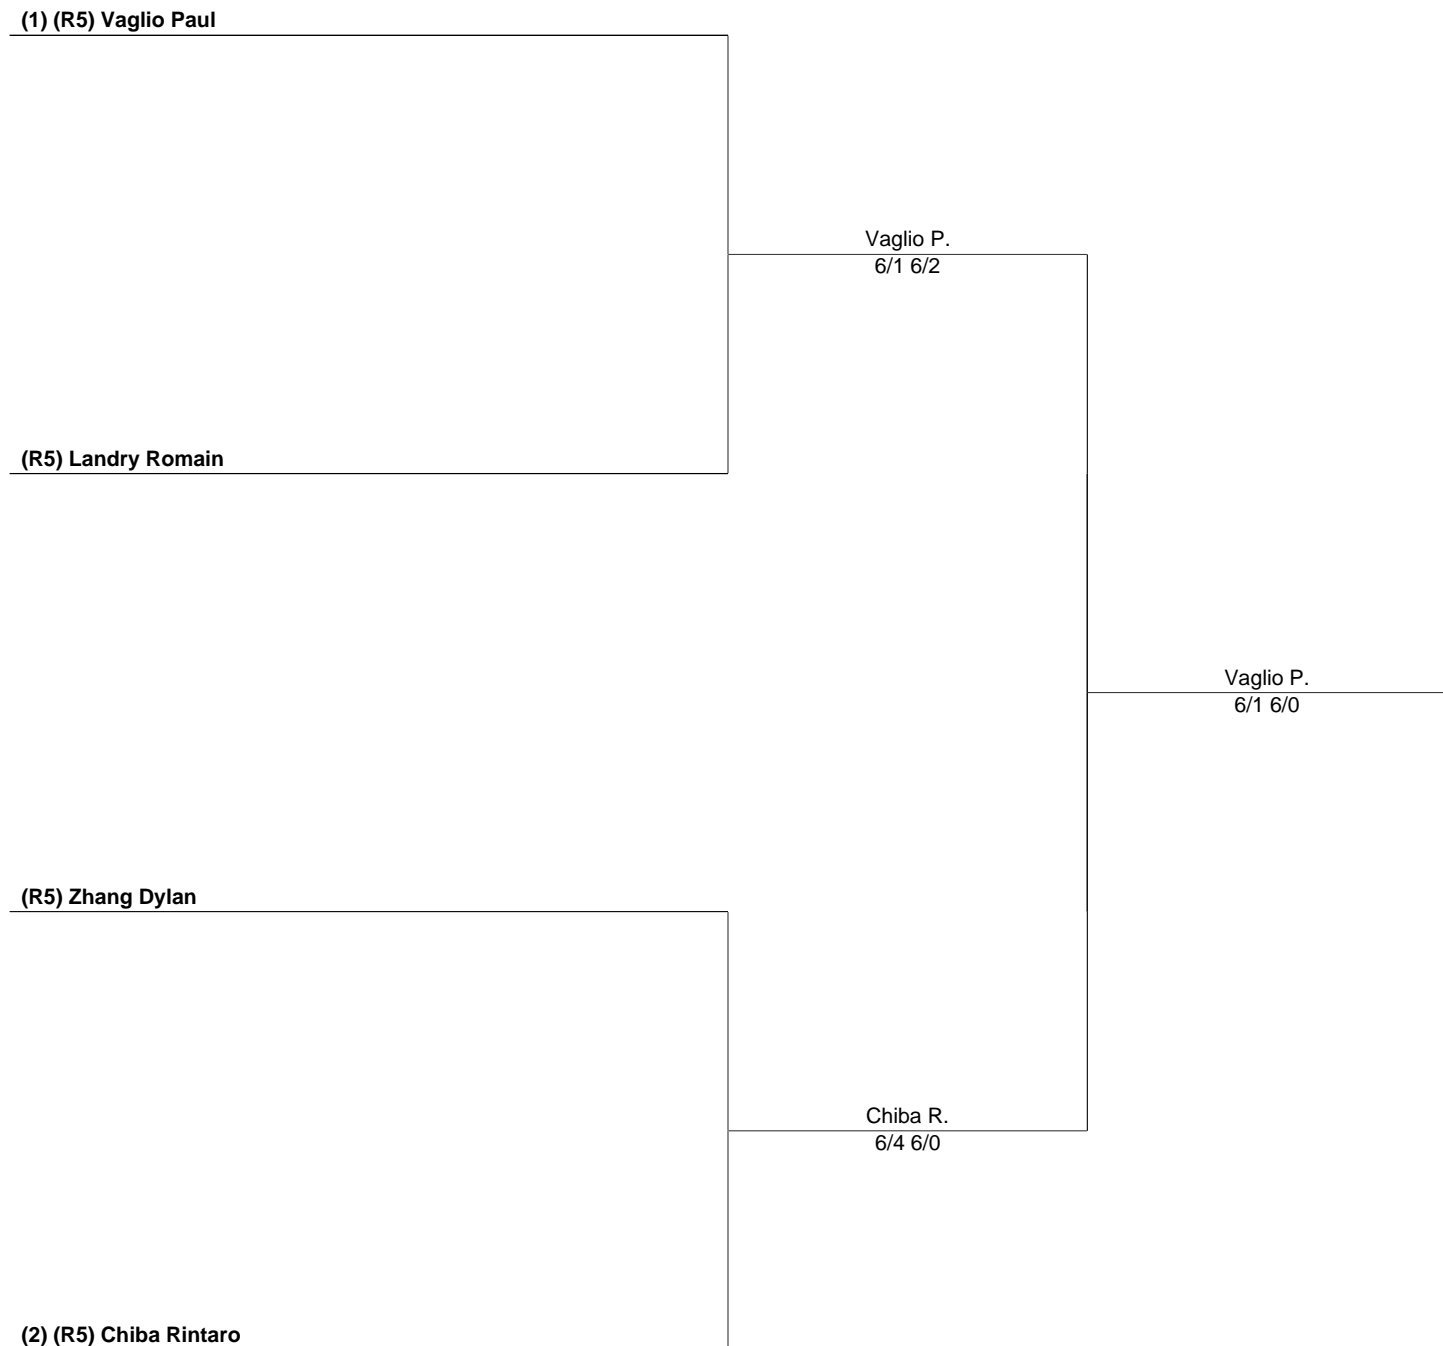 (1) (R5) Vaglio Paul
Vaglio P.
6/1 6/2
(R5) Landry Romain
Vaglio P.
6/1 6/0
(R5) Zhang Dylan
Chiba R.
6/4 6/0
(2) (R5) Chiba Rintaro